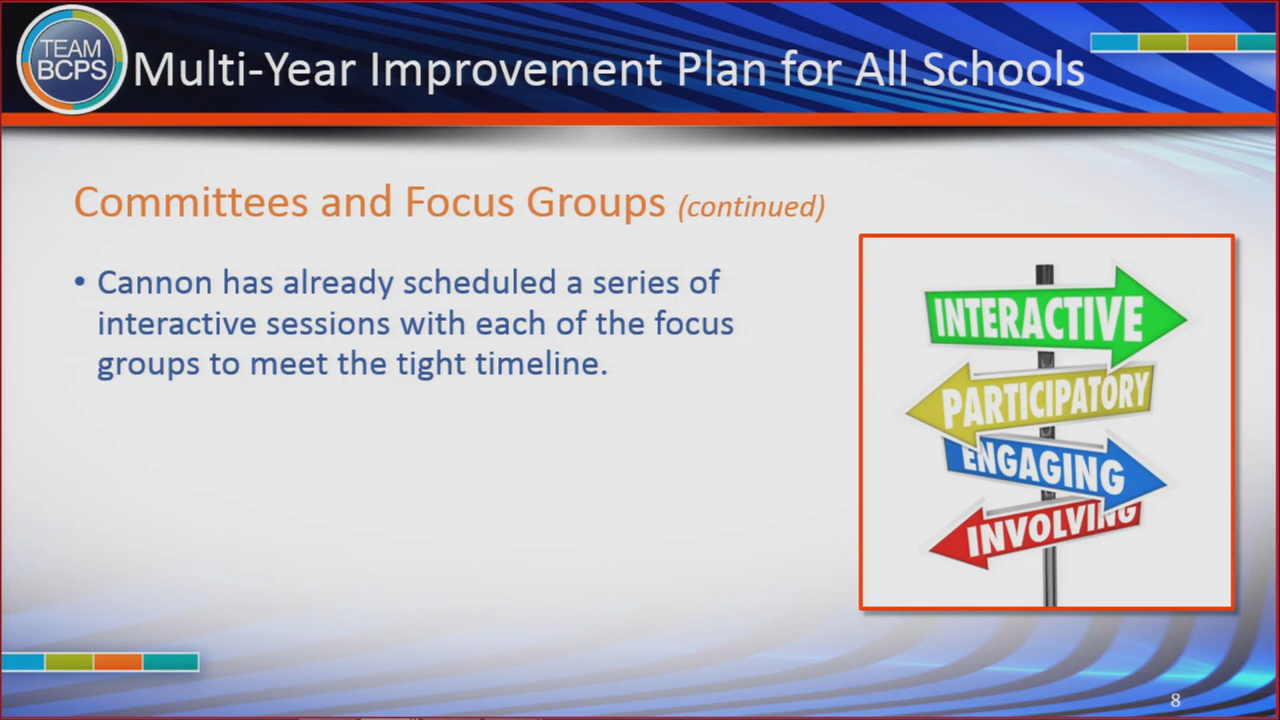 TEAM
BCPS
Multi-Year Improvement Plan for All Schools
Committees and Focus Groups (continued)
• Cannon has already scheduled a series of
interactive sessions with each of the focus
groups to meet the tight timeline.
INTERACTIVE
PARTICIPATORY
ENGAGING
INVOLVING
8